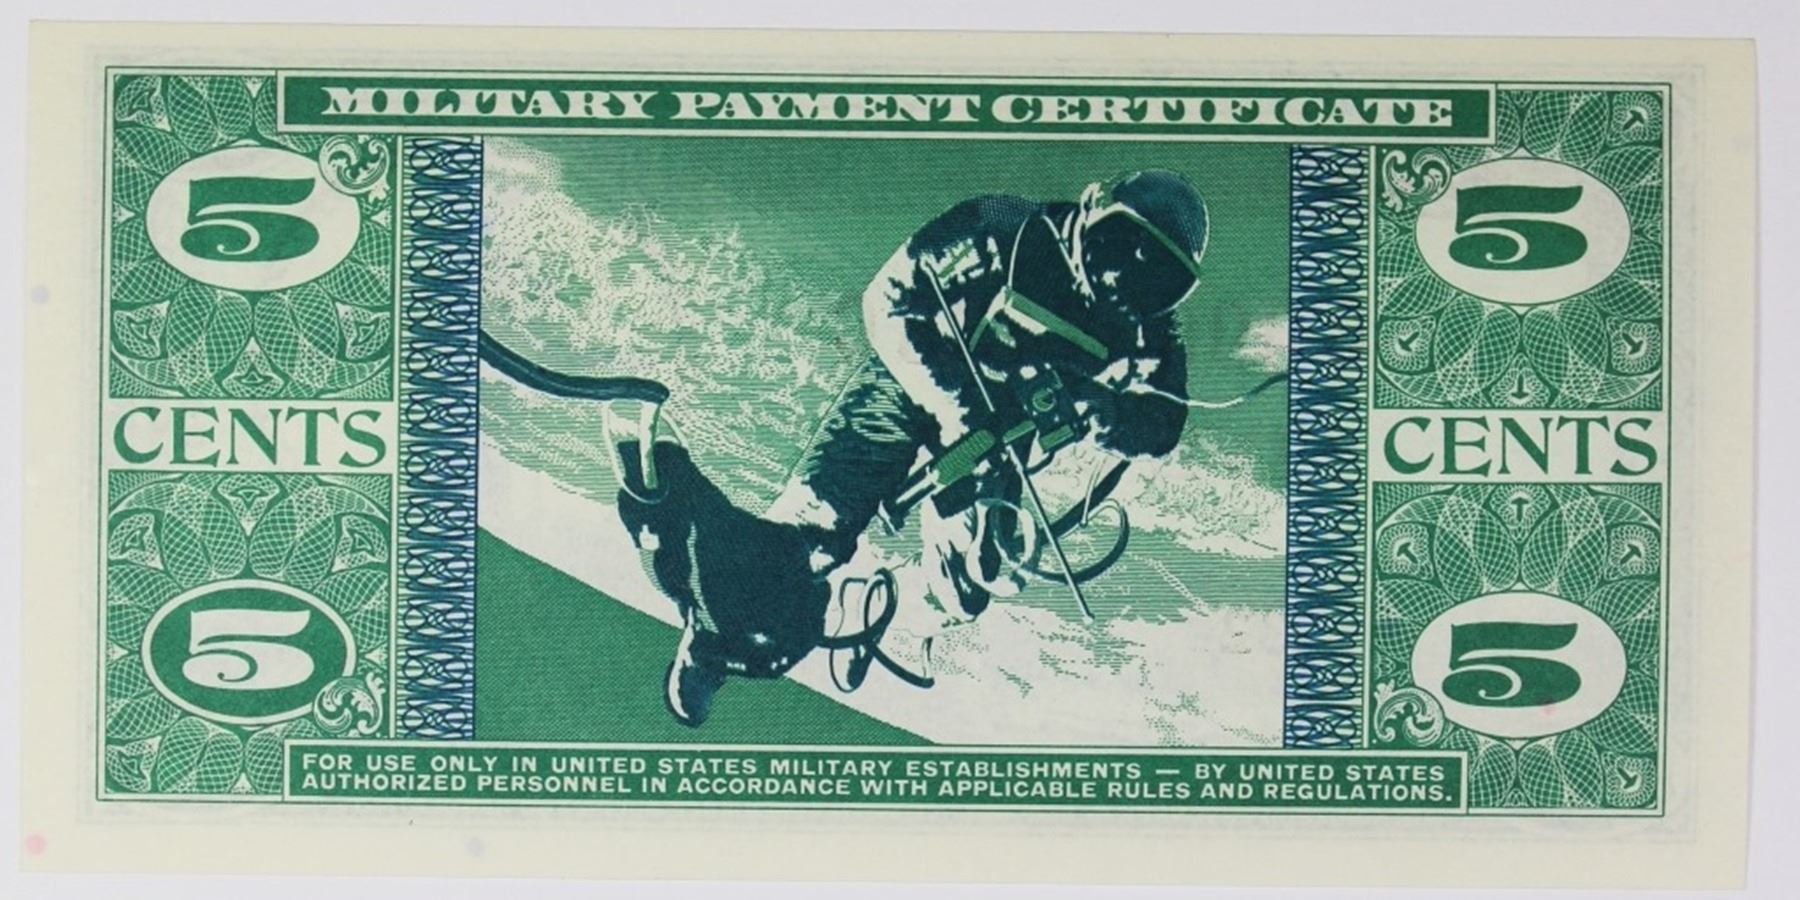 MILITARY PAYMENT CERTIFICATE
5
5
CENTS
CENTS
5
5
FOR USE ONLY IN UNITED STATES MILITARY ESTABLISHMENTS — BY UNITED STATES
AUTHORIZED PERSONNEL IN ACCORDANCE WITH APPLICABLE RULES AND REGULATIONS.